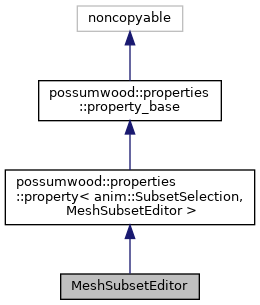 noncopyable
possumwood::properties
::property_base
possumwood::properties
::property< anim::SubsetSelection,
MeshSubsetEditor >
MeshSubsetEditor